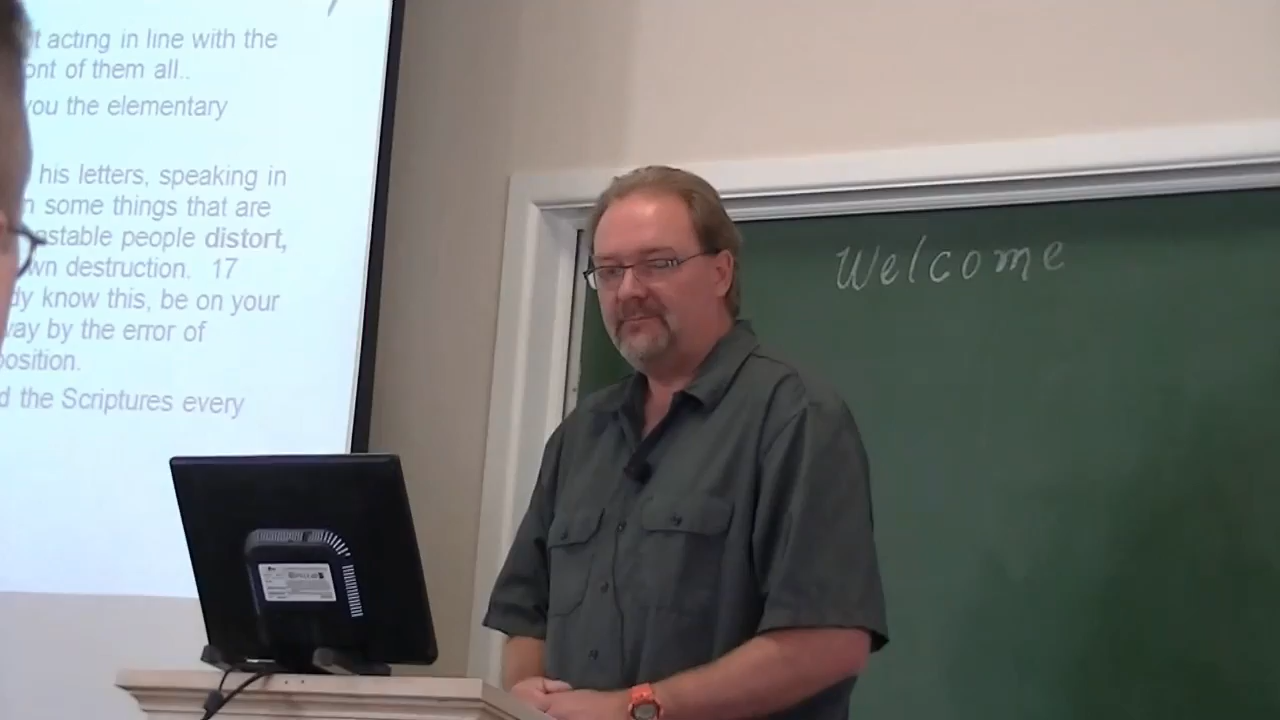 t acting in line with the
ont of them all..
you the elementary
his letters, speaking in
some things that are
astable people distort,
wn destruction. 17
dy know this, be on your
way by the error of
position.
d the Scriptures every
Welcome